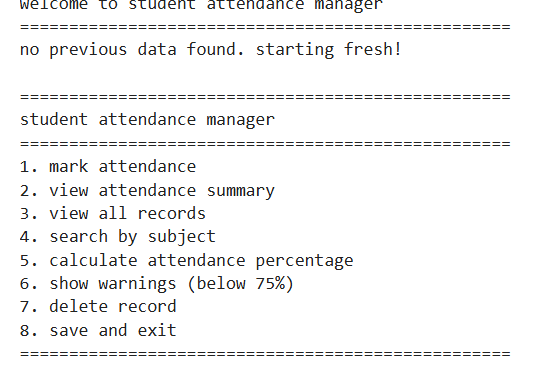 welcome to student attendance manager
==================================================
no previous data found. starting fresh!
==================================================
student attendance manager
==================================================
1. mark attendance
2. view attendance summary
3. view all records
4. search by subject
5. calculate attendance percentage
6. show warnings (below 75%)
7. delete record
8. save and exit
==================================================